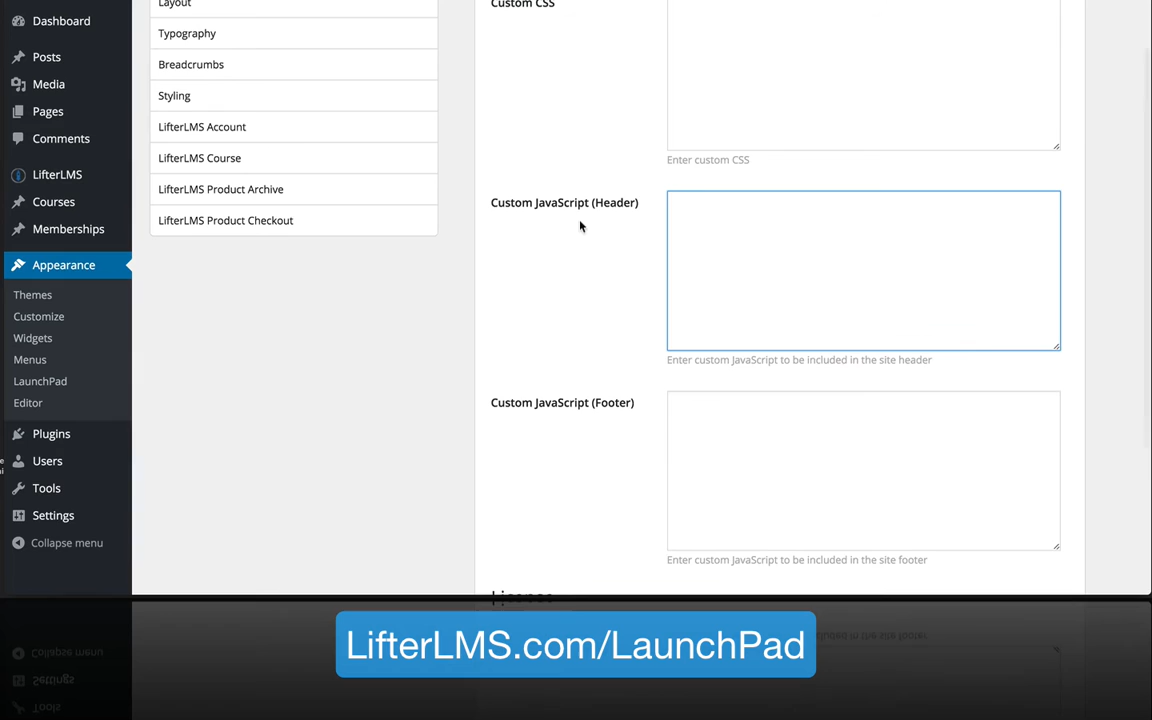 Dashboard
Posts
Media
Pages
Comments
LifterLMS
Courses
Memberships
Appearance
Themes
Customize
Widgets
Menus
LaunchPad
Editor
Plugins
Users
Tools
Settings
Collapse menu
Layout
Typography
Breadcrumbs
Styling
LifterLMS Account
LifterLMS Course
LifterLMS Product Archive
LifterLMS Product Checkout
Custom CSS
Enter custom CSS
Custom JavaScript (Header)
Enter custom JavaScript to be included in the site header
Custom JavaScript (Footer)
Enter custom JavaScript to be included in the site footer
LifterLMS.com/LaunchPad